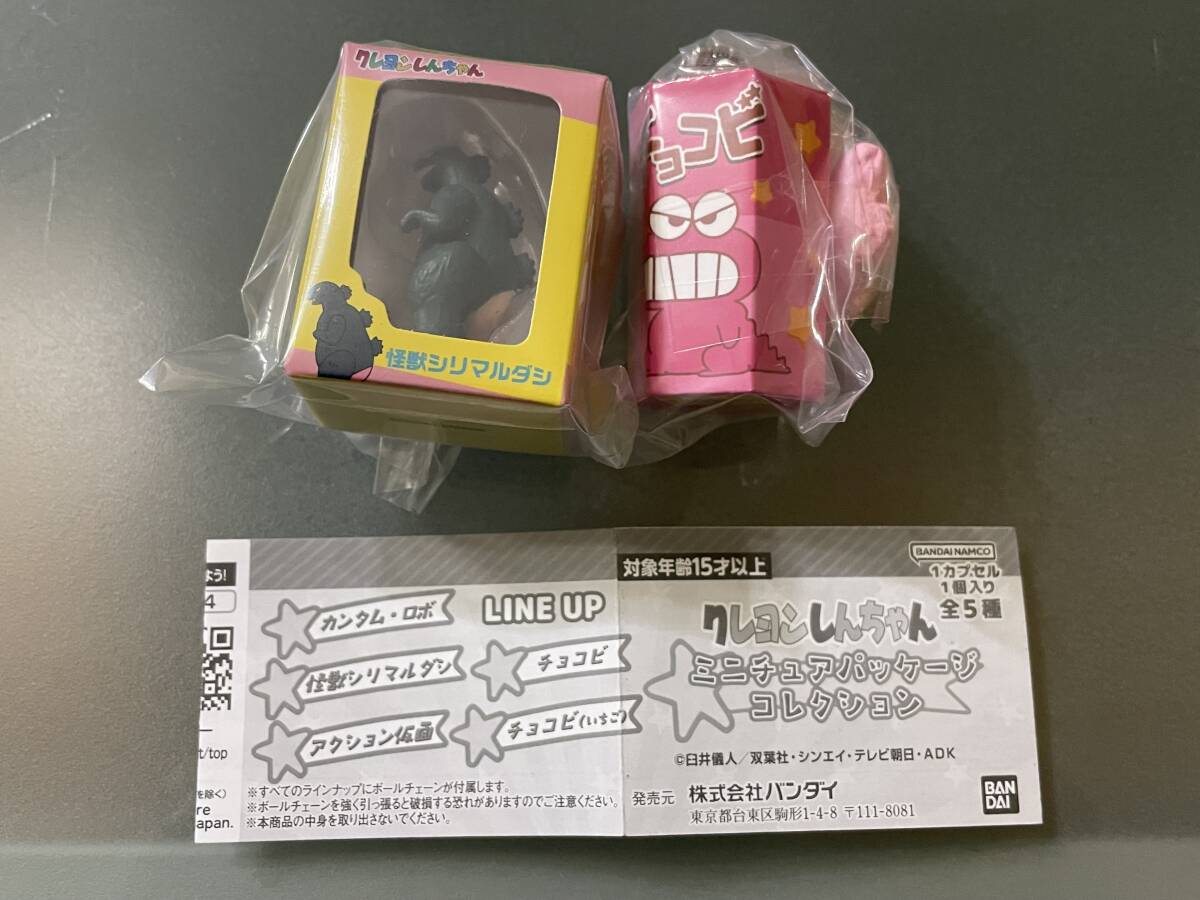 クレヨンしんちゃん
怪獣シリマルダシ
チョコビ
よう!
4
t/top
を除く)
re
apan.
LINE UP
カンタム・ロボ
怪獣シリマルダシ
アクション仮面
チョコビ
チョコビ(いちご)
※すべてのラインナップにボールチェーンが付属します。
※ボールチェーンを強く引っ張ると破損する恐れがありますのでご注意ください。
※本商品の中身を取り出さないでください。
対象年齢15才以上
BANDAI NAMCO
1カプセル
1個入り
全5種
クレヨンしんちゃん
ミニチュアパッケージ
コレクション
©臼井儀人/双葉社・シンエイ・テレビ朝日・ADK
発売元 株式会社バンダイ
東京都台東区駒形1-4-8 〒111-8081
BAN
DAI